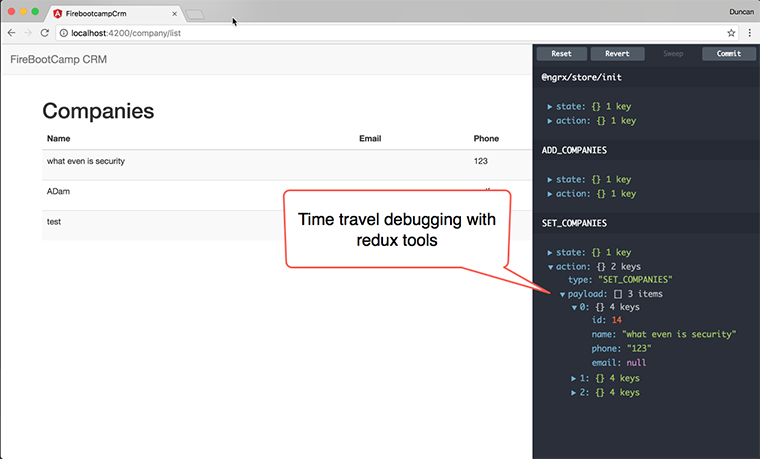 FirebootcampCrm
Duncan
localhost:4200/company/list
FireBootCamp CRM
Companies
Name Email Phone
what even is security 123
ADam
test
Time travel debugging with
redux tools
Reset Revert Sweep Commit
@ngrx/store/init
state: {} 1 key
action: {} 1 key
ADD_COMPANIES
state: {} 1 key
action: {} 1 key
SET_COMPANIES
state: {} 1 key
action: {} 2 keys
type: "SET_COMPANIES"
payload: [] 3 items
0: {} 4 keys
id: 14
name: "what even is security"
phone: "123"
email: null
1: {} 4 keys
2: {} 4 keys